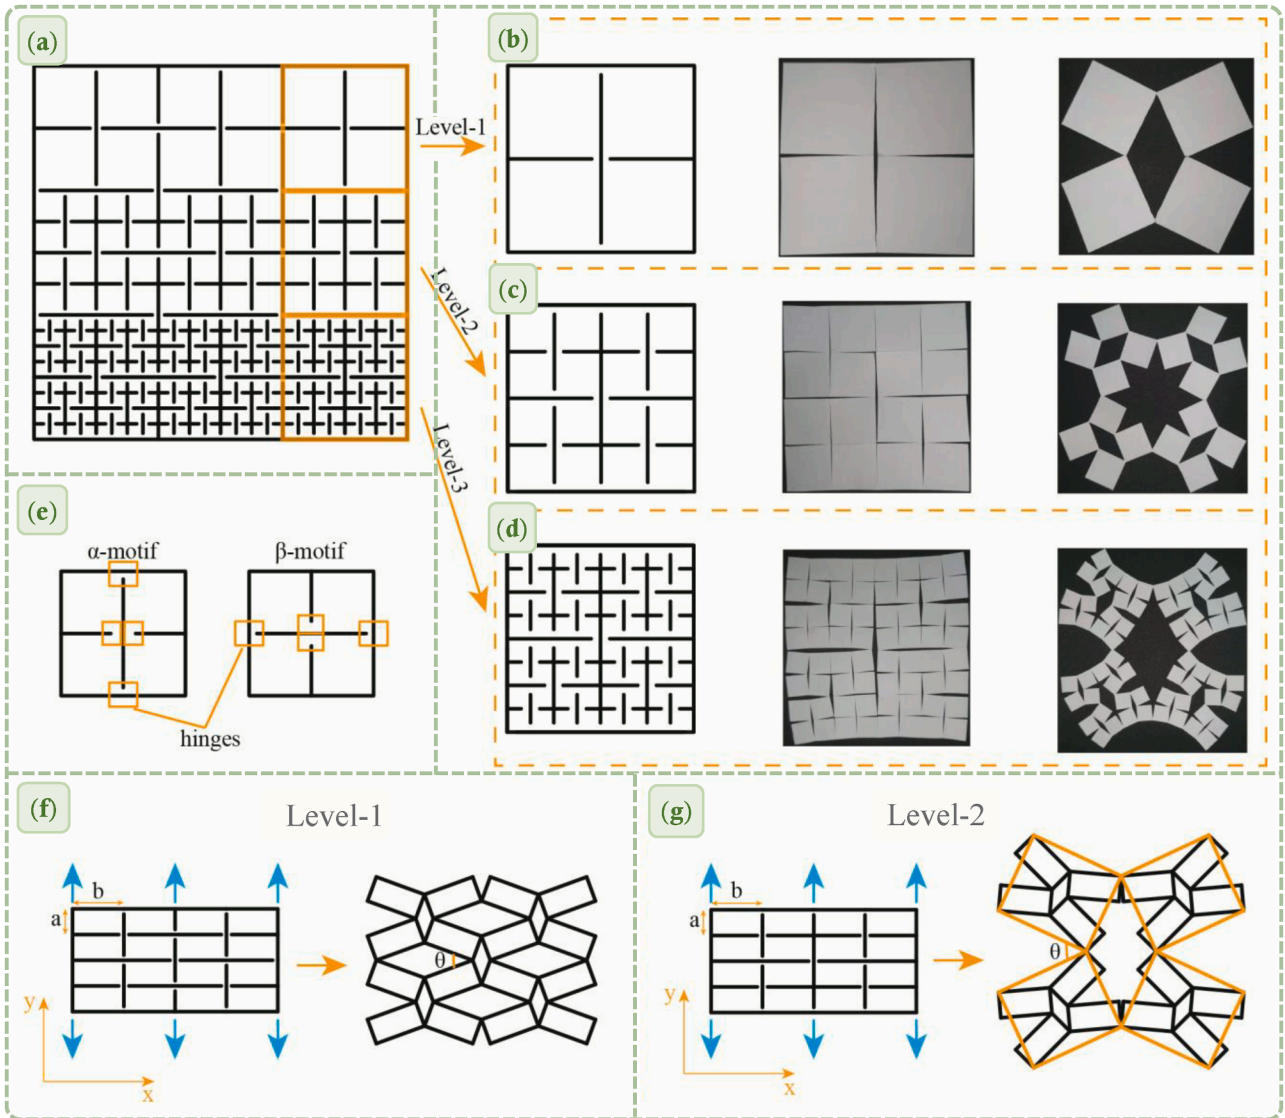 (a)
(b)
Level-1
(c)
Level-2
(d)
Level-3
(e)
α-motif
β-motif
hinges
(f)
Level-1
b
a
θ
y
x
(g)
Level-2
b
a
θ
y
x